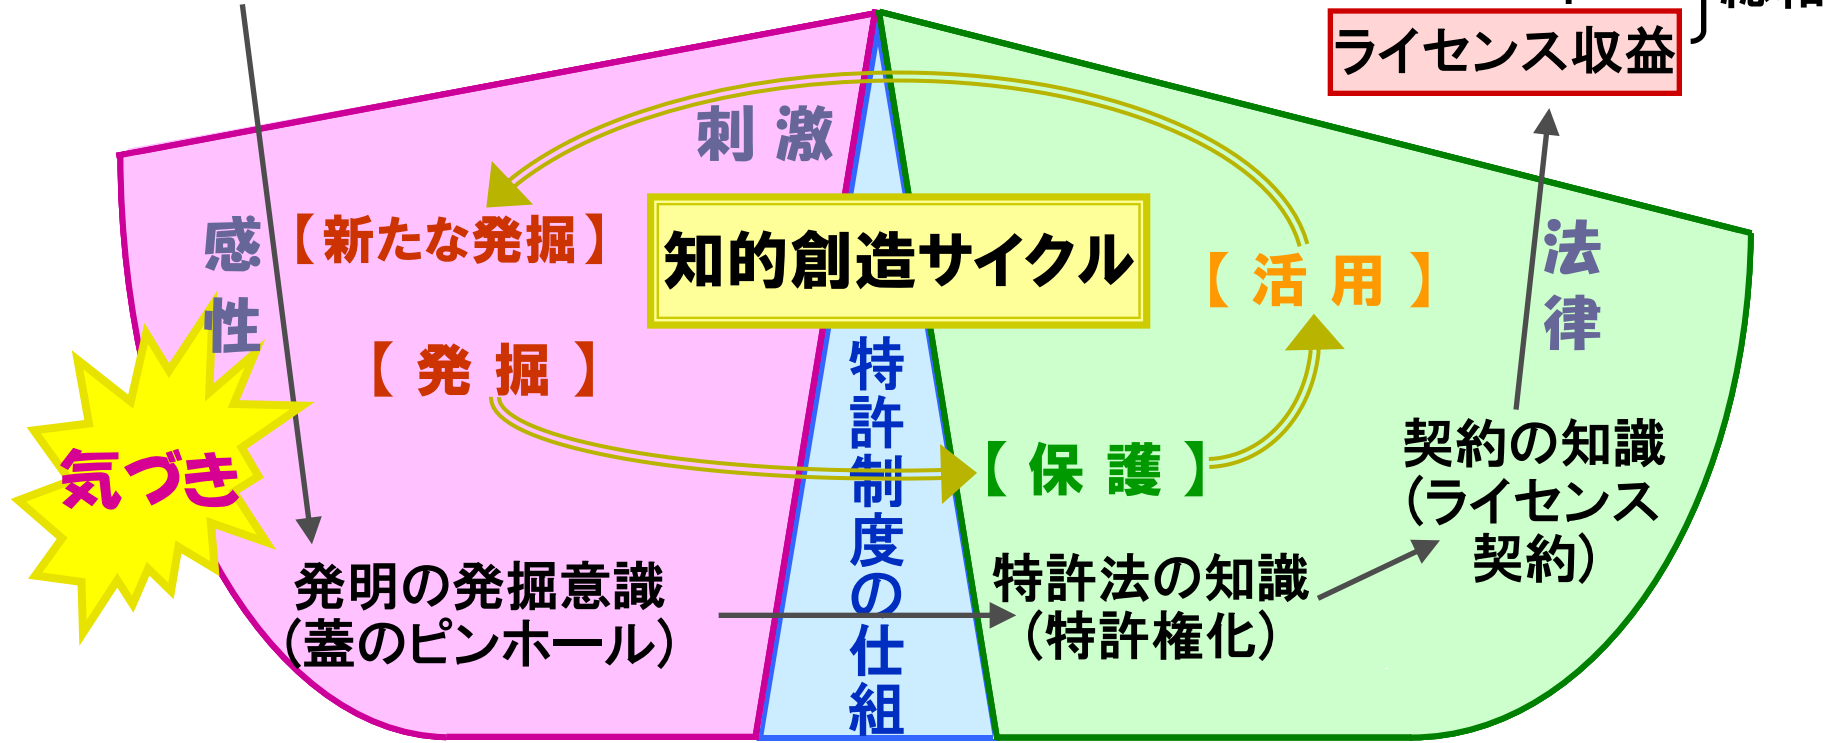 ライセンス収益
刺激
感性
【新たな発掘】
知的創造サイクル
【活用】
法律
【発掘】
特許制度の仕組
【保護】
気づき
契約の知識
（ライセンス
契約）
発明の発掘意識
（蓋のピンホール）
特許法の知識
（特許権化）